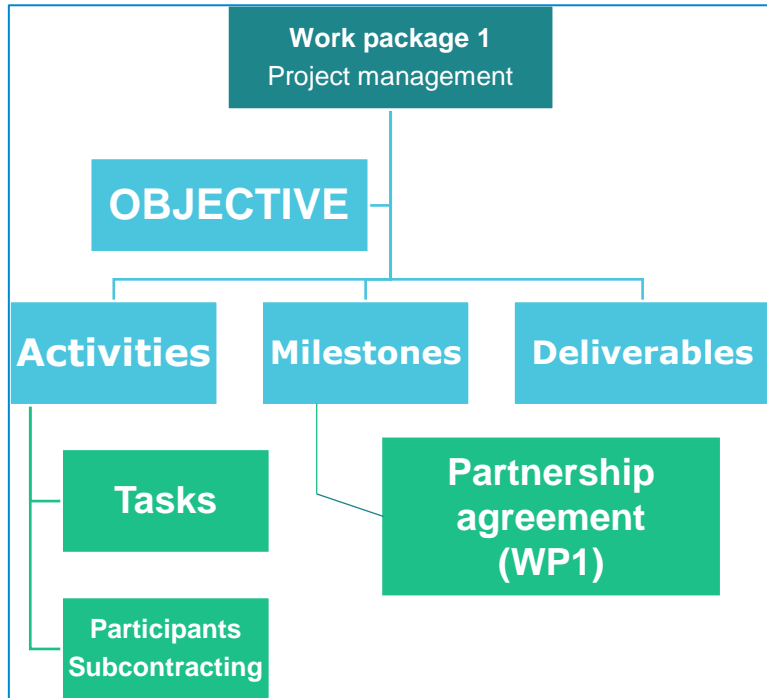 Work package 1
Project management
OBJECTIVE
Activities
Milestones
Deliverables
Tasks
Partnership
agreement
(WP1)
Participants
Subcontracting